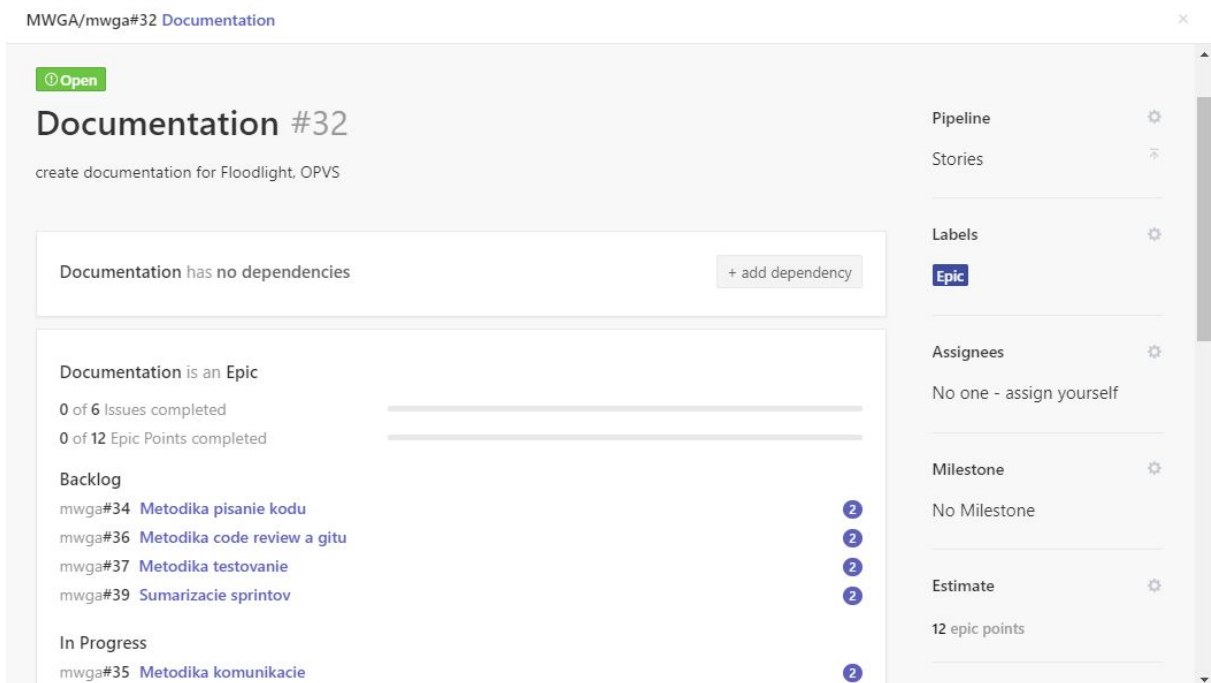 MWGA/mwga#32 Documentation
Open
Documentation #32
create documentation for Floodlight, OPVS
Documentation has no dependencies
+ add dependency
Documentation is an Epic
0 of 6 Issues completed
0 of 12 Epic Points completed
Backlog
mwga#34 Metodika pisanie kodu 2
mwga#36 Metodika code review a gitu 2
mwga#37 Metodika testovanie 2
mwga#39 Sumarizacie sprintov 2
In Progress
mwga#35 Metodika komunikacie 2
Pipeline
Stories
Labels
Epic
Assignees
No one - assign yourself
Milestone
No Milestone
Estimate
12 epic points